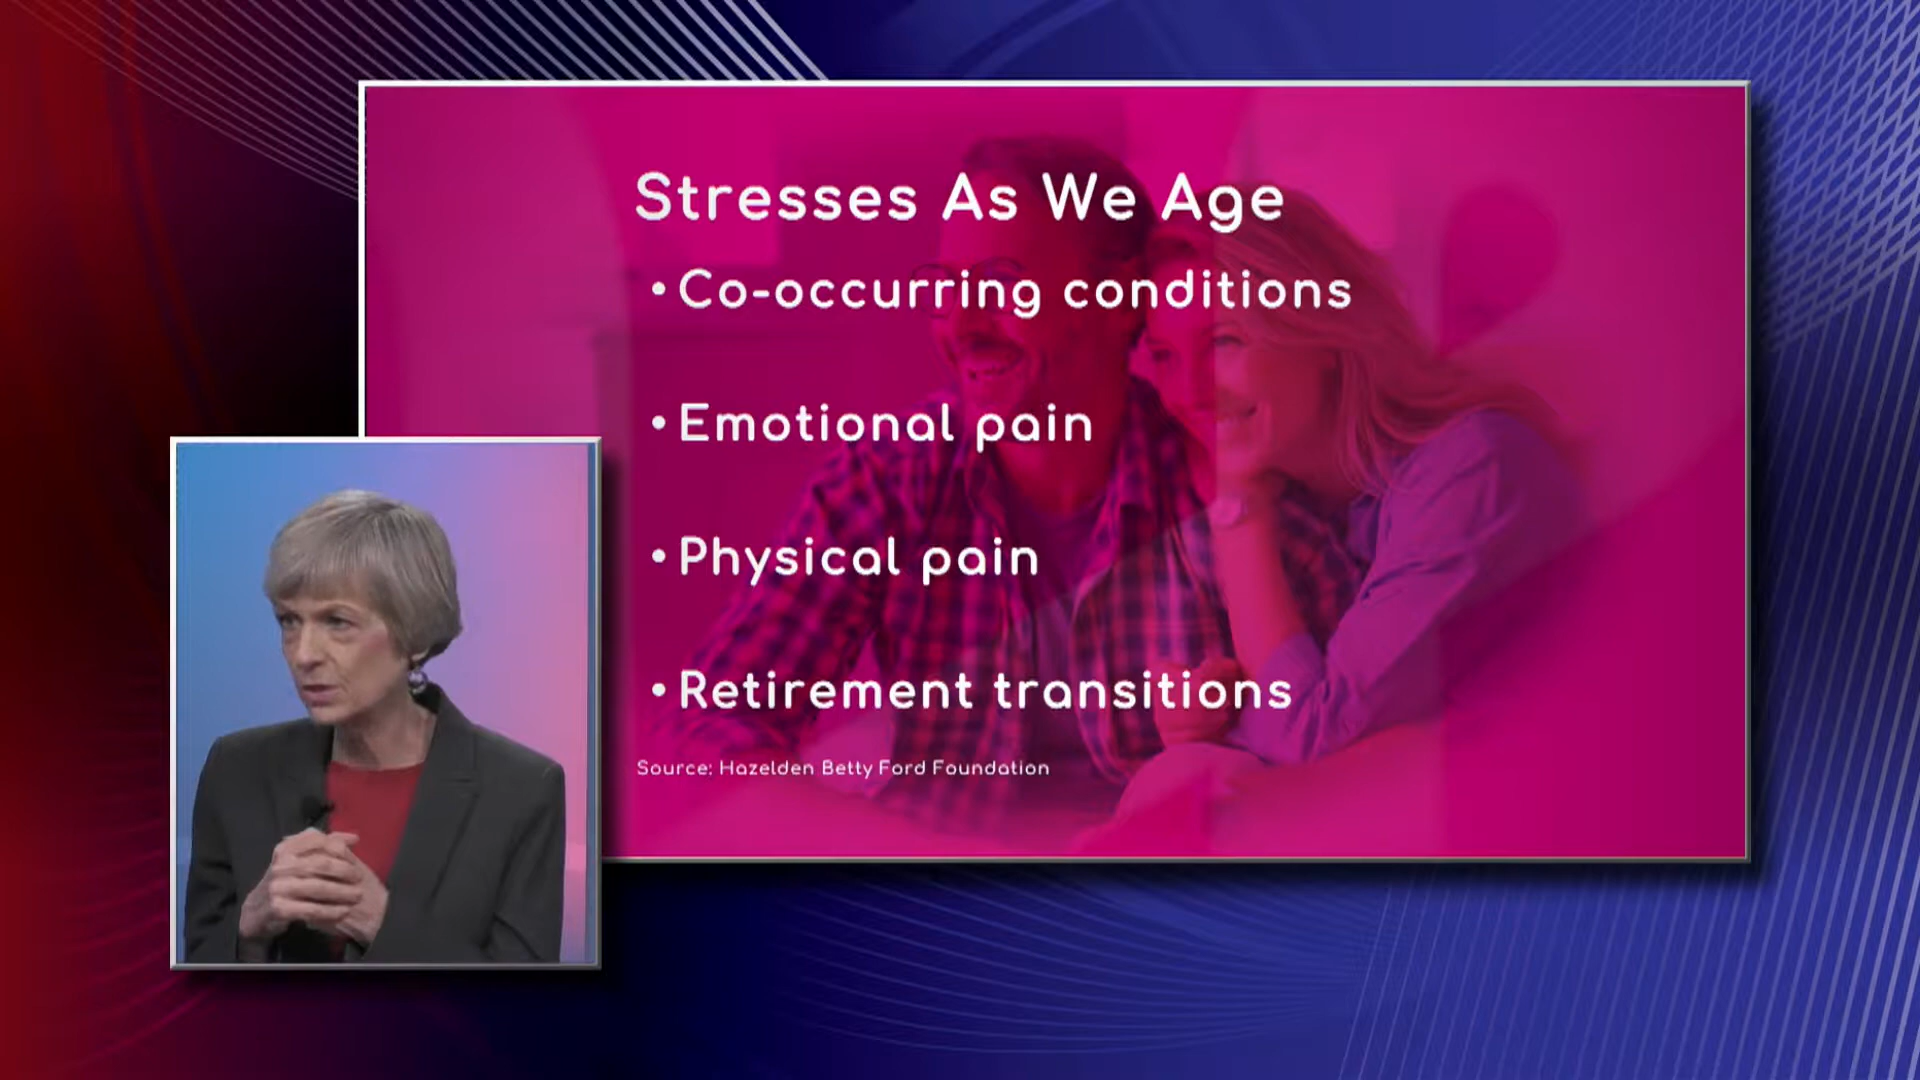 Stresses As We Age
• Co-occurring conditions
• Emotional pain
• Physical pain
• Retirement transitions
Source: Hazelden Betty Ford Foundation